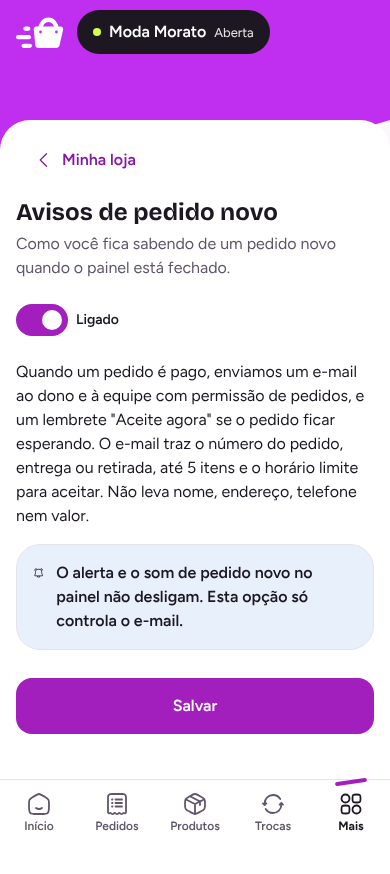 Moda Morato Aberta
Minha loja
Avisos de pedido novo
Como você fica sabendo de um pedido novo
quando o painel está fechado.
Ligado
Quando um pedido é pago, enviamos um e-mail
ao dono e à equipe com permissão de pedidos, e
um lembrete "Aceite agora" se o pedido ficar
esperando. O e-mail traz o número do pedido,
entrega ou retirada, até 5 itens e o horário limite
para aceitar. Não leva nome, endereço, telefone
nem valor.
O alerta e o som de pedido novo no
painel não desligam. Esta opção só
controla o e-mail.
Salvar
Início Pedidos Produtos Trocas Mais